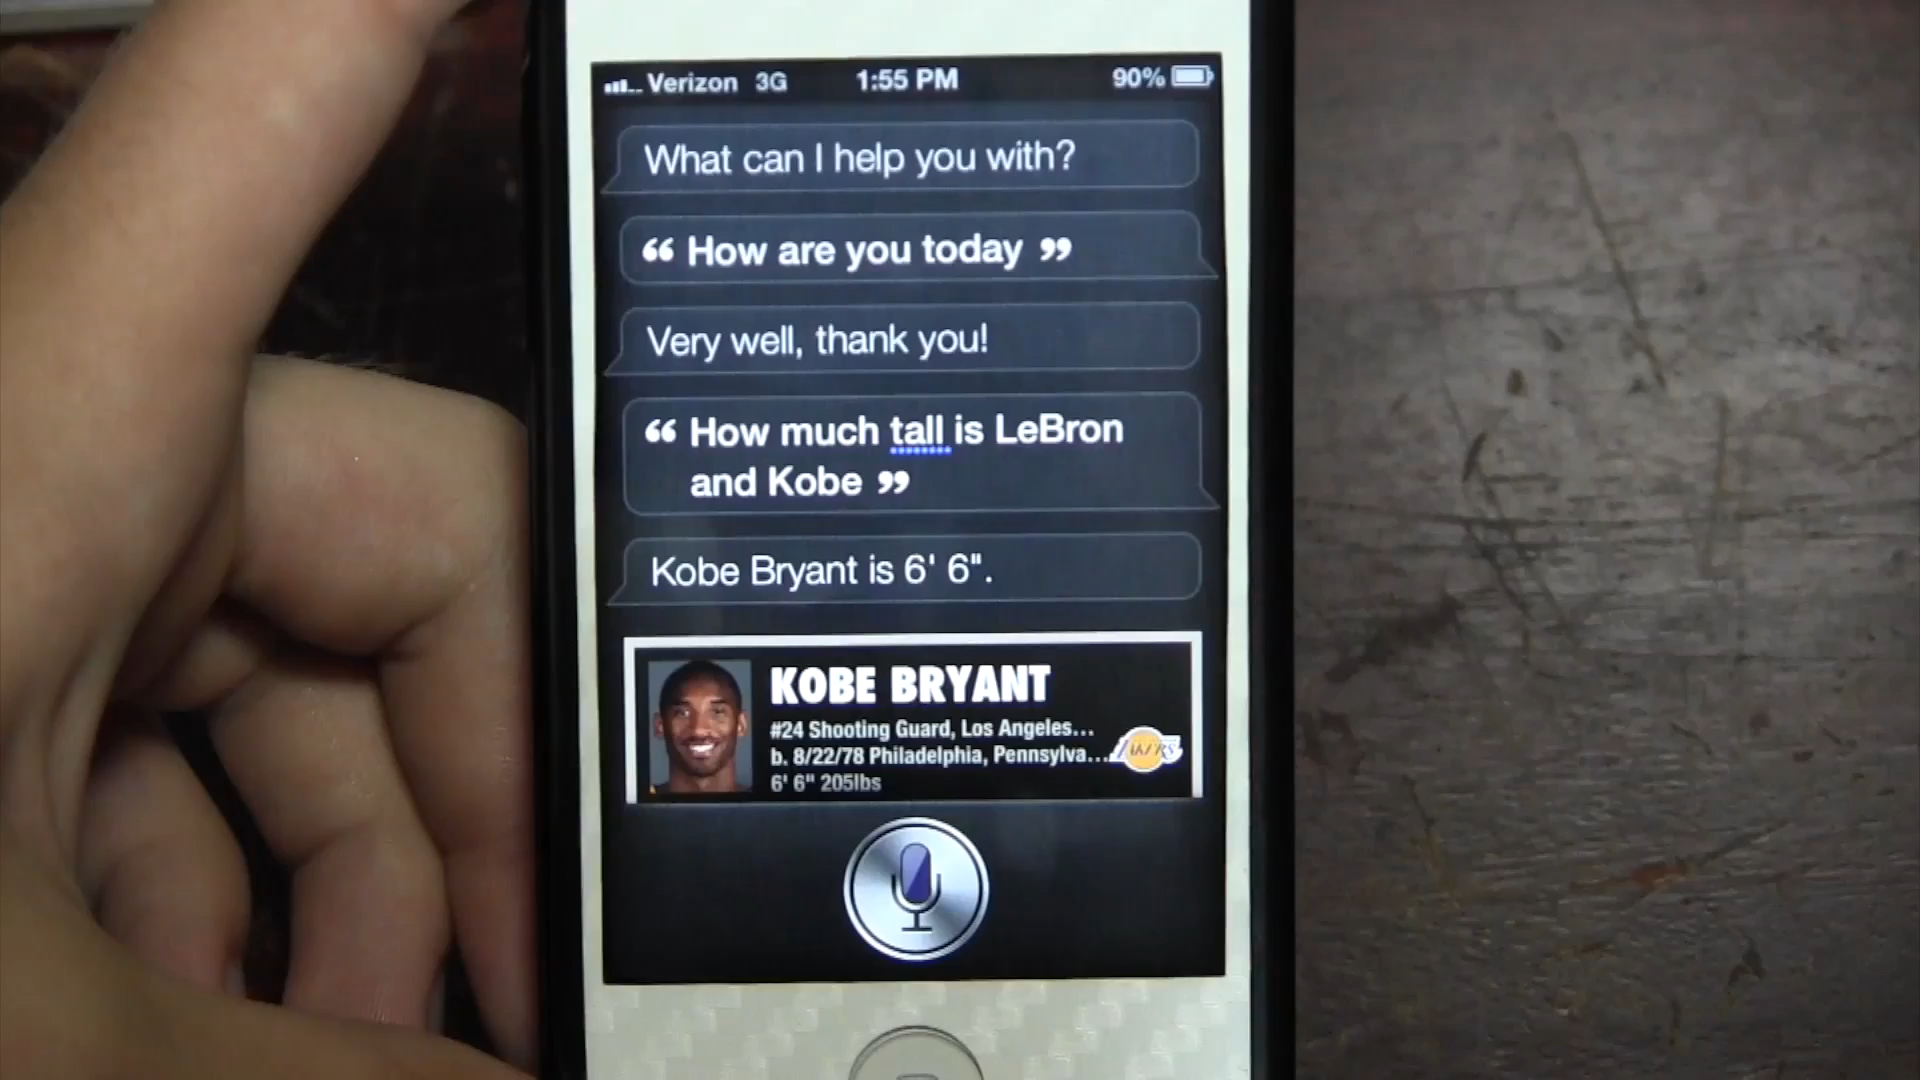 Verizon 3G 1:55 PM 90%
What can I help you with?
“ How are you today ”
Very well, thank you!
“ How much tall is LeBron
and Kobe ”
Kobe Bryant is 6' 6".
KOBE BRYANT
#24 Shooting Guard, Los Angeles...
b. 8/22/78 Philadelphia, Pennsylva...
LAKERS
6' 6" 205lbs